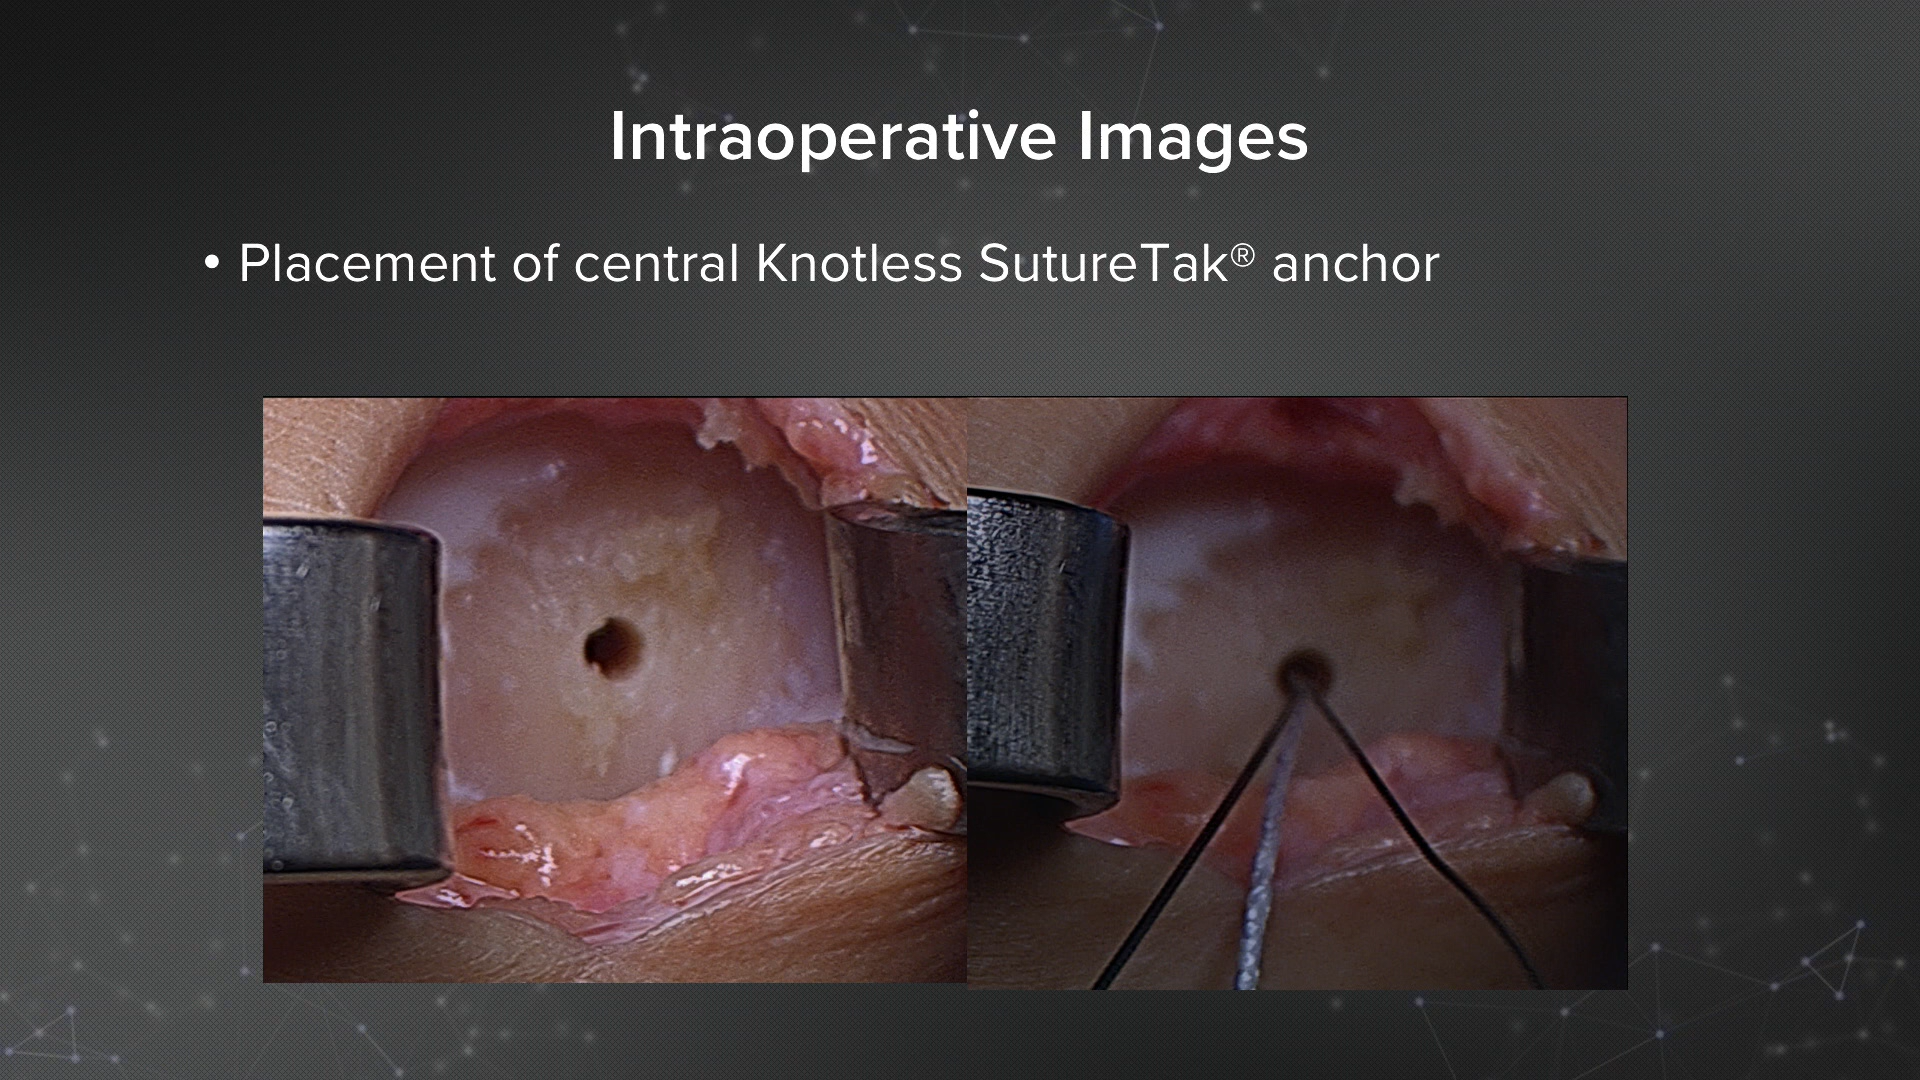 Intraoperative Images
• Placement of central Knotless SutureTak® anchor